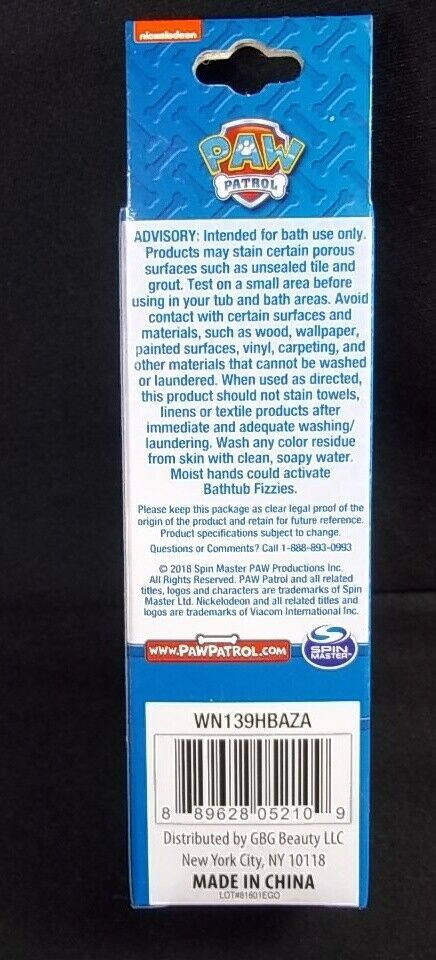 nickelodeon
PAW
PATROL
ADVISORY: Intended for bath use only.
Products may stain certain porous
surfaces such as unsealed tile and
grout. Test on a small area before
using in your tub and bath areas. Avoid
contact with certain surfaces and
materials, such as wood, wallpaper,
painted surfaces, vinyl, carpeting, and
other materials that cannot be washed
or laundered. When used as directed,
this product should not stain towels,
linens or textile products after
immediate and adequate washing/
laundering. Wash any color residue
from skin with clean, soapy water.
Moist hands could activate
Bathtub Fizzies.
Please keep this package as clear legal proof of the
origin of the product and retain for future reference.
Product specifications subject to change.
Questions or Comments? Call 1-888-893-0993
© 2018 Spin Master PAW Productions Inc.
All Rights Reserved. PAW Patrol and all related
titles, logos and characters are trademarks of Spin
Master Ltd. Nickelodeon and all related titles and
logos are trademarks of Viacom International Inc.
WWW.PAWPATROL.COM
SPIN
MASTER
WN139HBAZA
8 89628 05210 9
Distributed by GBG Beauty LLC
New York City, NY 10118
MADE IN CHINA
LOT#81601EGO